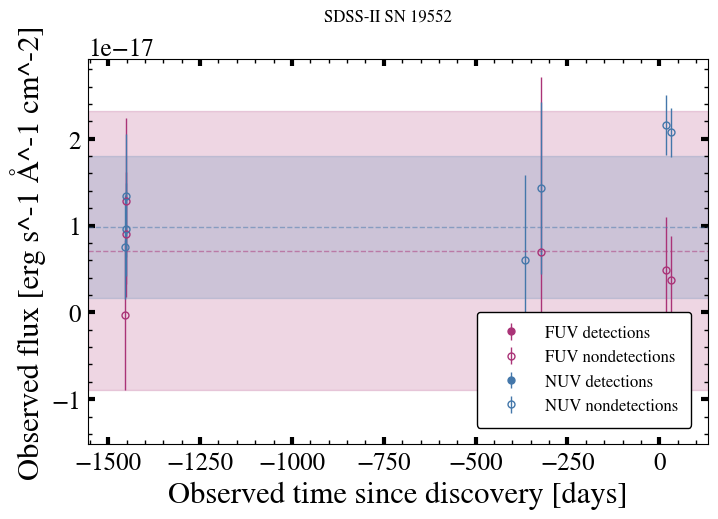 SDSS-II SN 19552
1e−17
Observed flux [erg s^-1 Å^-1 cm^-2]
2
1
0
−1
FUV detections
FUV nondetections
NUV detections
NUV nondetections
−1500 −1250 −1000 −750 −500 −250 0
Observed time since discovery [days]